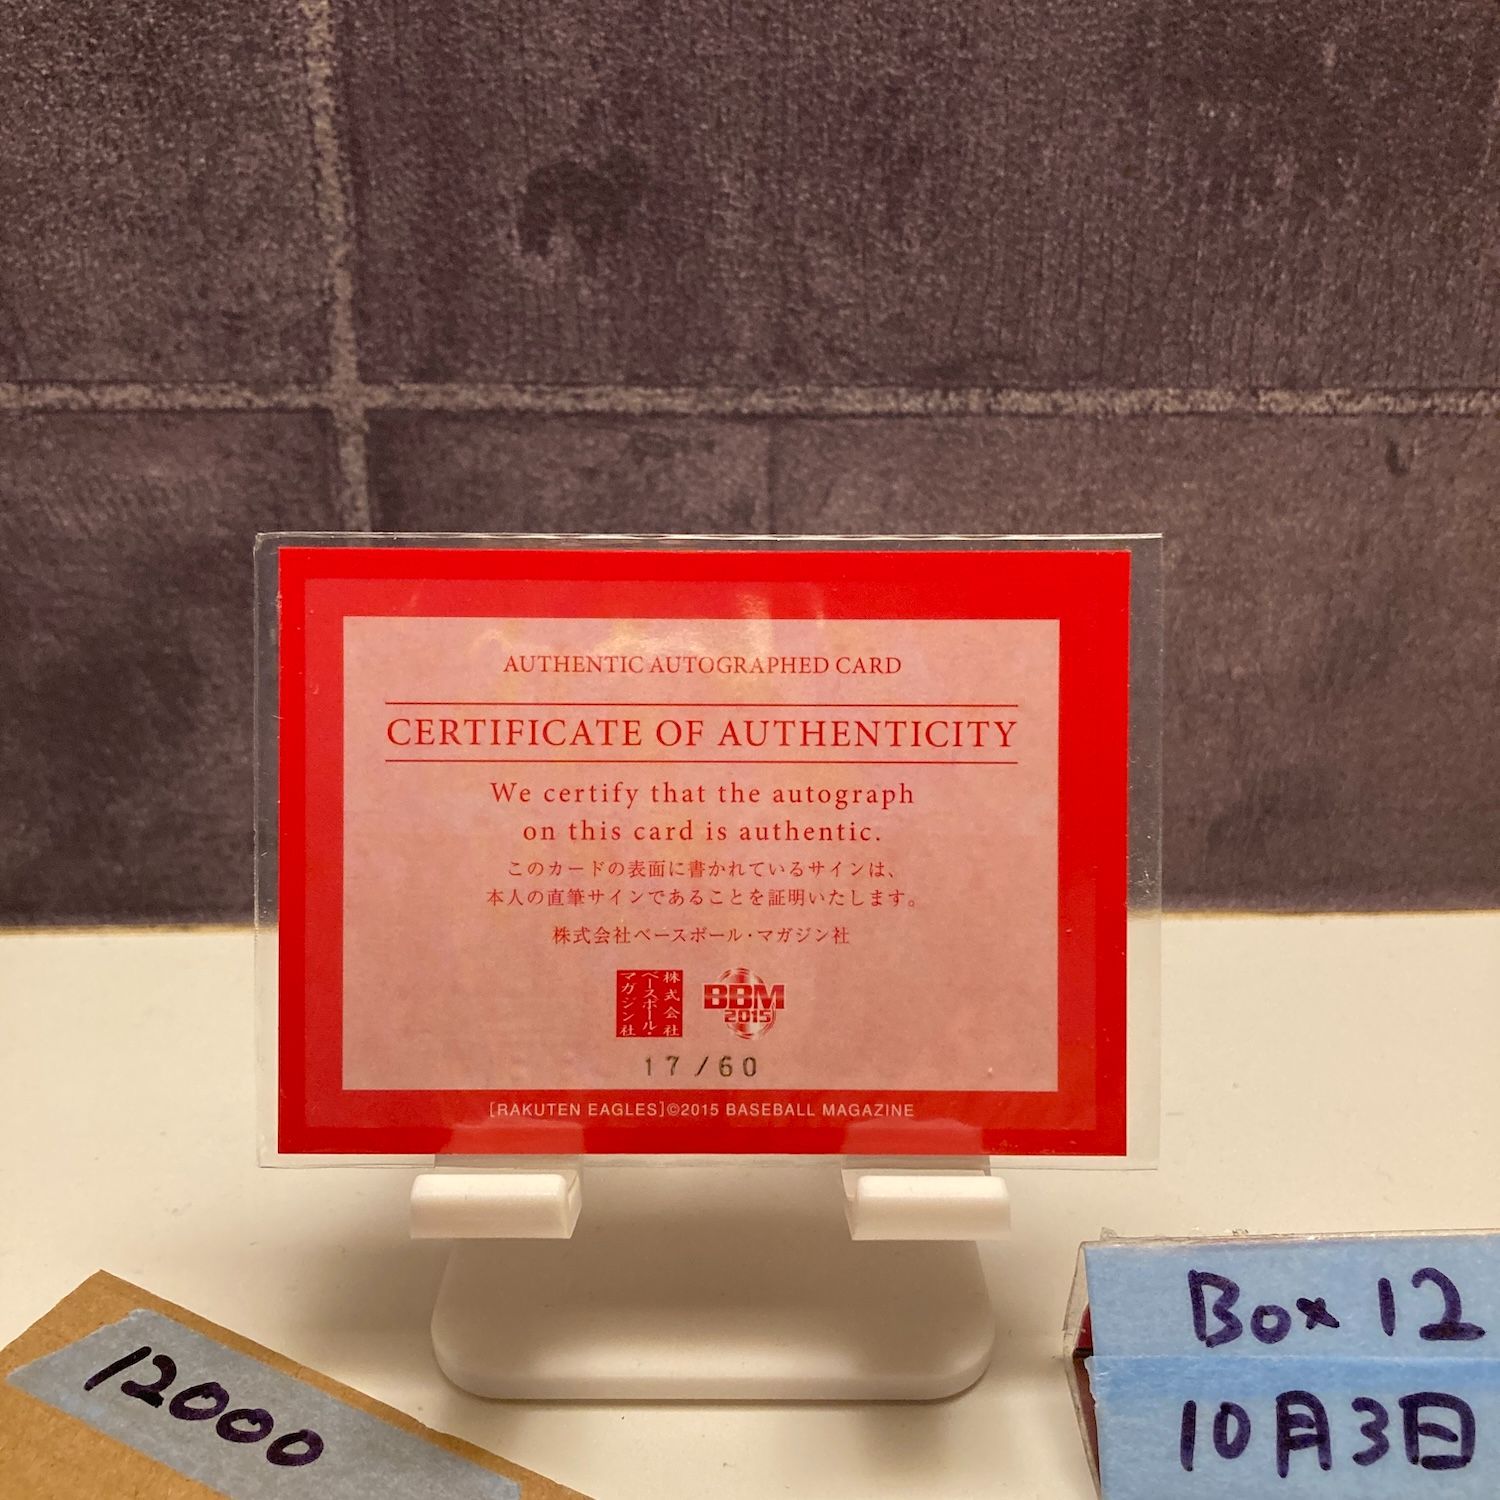 AUTHENTIC AUTOGRAPHED CARD
CERTIFICATE OF AUTHENTICITY
We certify that the autograph
on this card is authentic.
このカードの表面に書かれているサインは、
本人の直筆サインであることを証明いたします。
株式会社ベースボール・マガジン社
株式会社
ベースボール・
マガジン社
BBM
2015
17/60
[RAKUTEN EAGLES]©2015 BASEBALL MAGAZINE
12000
Box 12
10月3日